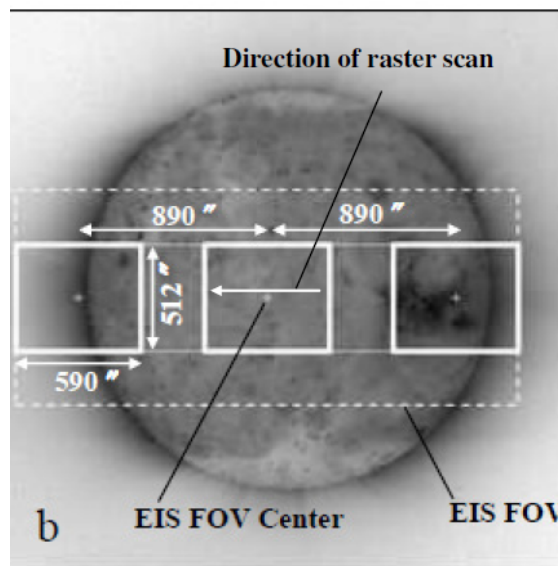 Direction of raster scan
890 ″ 890 ″
512 ″
590 ″
b
EIS FOV Center EIS FOV